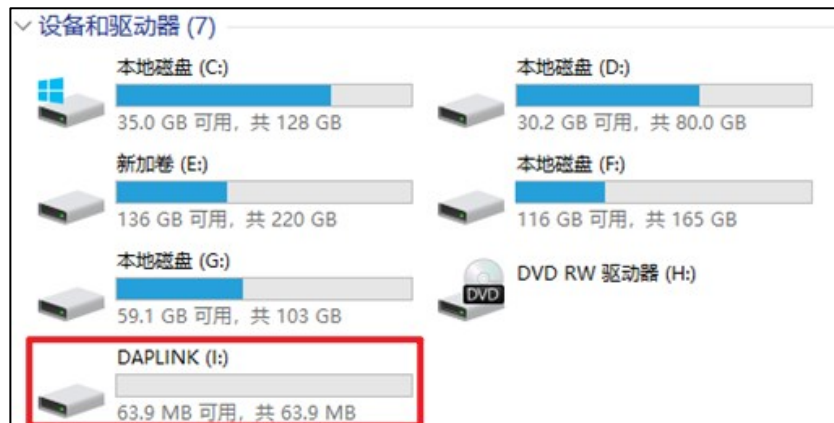 设备和驱动器 (7)
本地磁盘 (C:)
35.0 GB 可用，共 128 GB
本地磁盘 (D:)
30.2 GB 可用，共 80.0 GB
新加卷 (E:)
136 GB 可用，共 220 GB
本地磁盘 (F:)
116 GB 可用，共 165 GB
本地磁盘 (G:)
59.1 GB 可用，共 103 GB
DVD RW 驱动器 (H:)
DVD
DAPLINK (I:)
63.9 MB 可用，共 63.9 MB